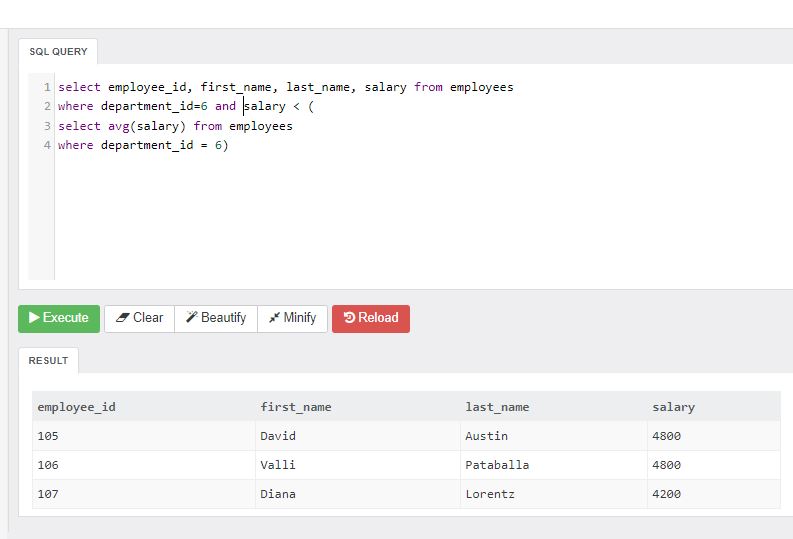 SQL QUERY
1 select employee_id, first_name, last_name, salary from employees
2 where department_id=6 and salary < (
3 select avg(salary) from employees
4 where department_id = 6)
Execute Clear Beautify Minify Reload
RESULT
employee_id first_name last_name salary
105 David Austin 4800
106 Valli Pataballa 4800
107 Diana Lorentz 4200